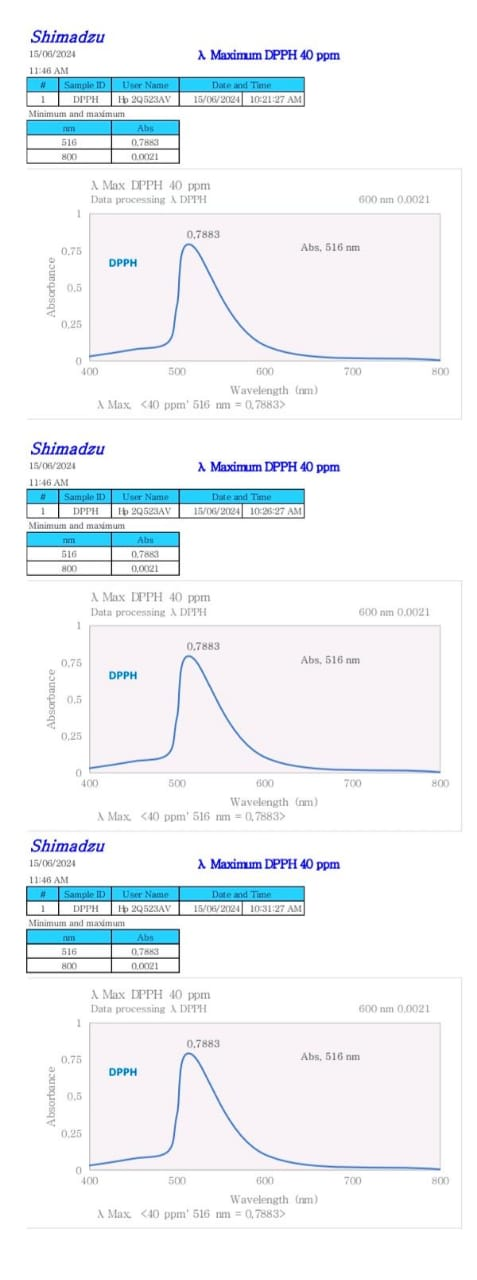 Shimadzu
15/06/2024
λ Maximum DPPH 40 ppm
11:46 AM
# Sample ID User Name Date and Time
1 DPPH Hp 2Q523AV 15/06/2024 10:21:27 AM
Minimum and maximum
nm Abs
516 0,7883
800 0,0021
λ Max DPPH 40 ppm
Data processing λ DPPH 600 nm 0,0021
1
0,7883
Abs, 516 nm
0,75
DPPH
Absorbance
0,5
0,25
0
400 500 600 700 800
Wavelength (nm)
λ Max, <40 ppm' 516 nm = 0,7883>
Shimadzu
15/06/2024
λ Maximum DPPH 40 ppm
11:46 AM
# Sample ID User Name Date and Time
1 DPPH Hp 2Q523AV 15/06/2024 10:26:27 AM
Minimum and maximum
nm Abs
516 0,7883
800 0,0021
λ Max DPPH 40 ppm
Data processing λ DPPH 600 nm 0,0021
1
0,7883
Abs, 516 nm
0,75
DPPH
Absorbance
0,5
0,25
0
400 500 600 700 800
Wavelength (nm)
λ Max, <40 ppm' 516 nm = 0,7883>
Shimadzu
15/06/2024
λ Maximum DPPH 40 ppm
11:46 AM
# Sample ID User Name Date and Time
1 DPPH Hp 2Q523AV 15/06/2024 10:31:27 AM
Minimum and maximum
nm Abs
516 0,7883
800 0,0021
λ Max DPPH 40 ppm
Data processing λ DPPH 600 nm 0,0021
1
0,7883
Abs, 516 nm
0,75
DPPH
Absorbance
0,5
0,25
0
400 500 600 700 800
Wavelength (nm)
λ Max, <40 ppm' 516 nm = 0,7883>